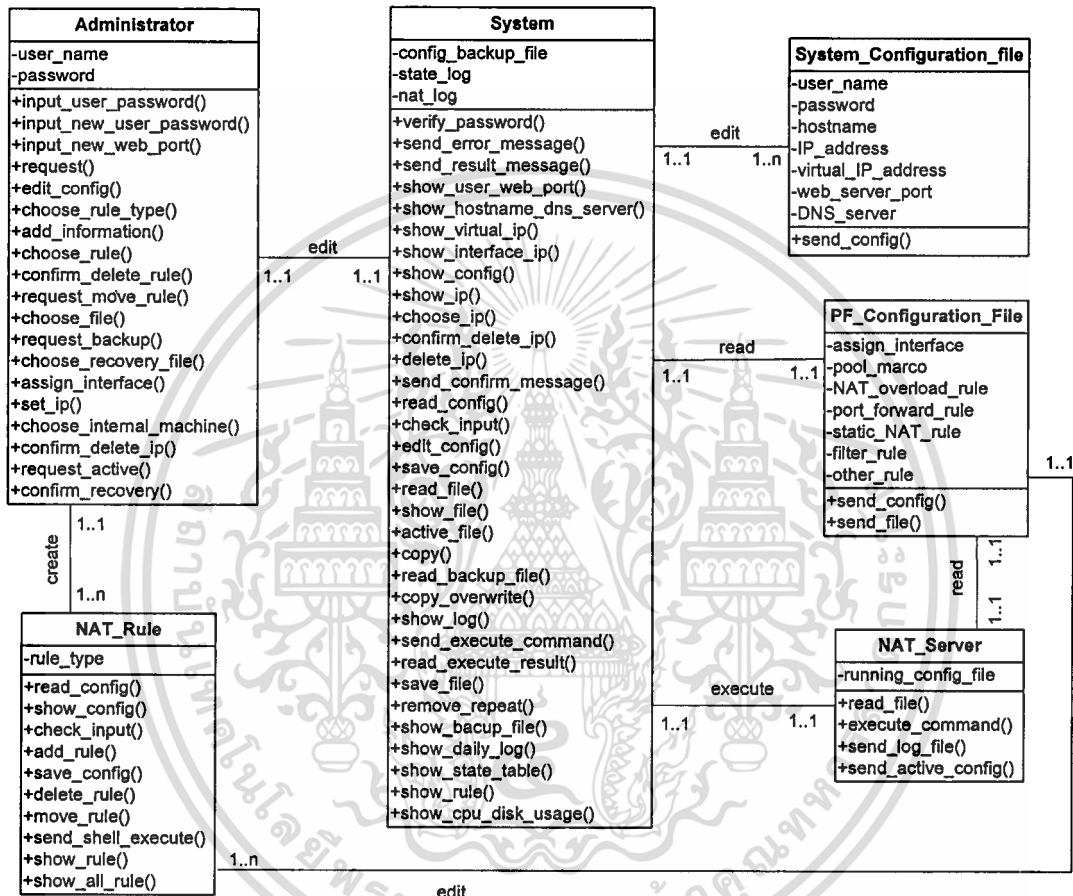 Administrator
-user_name
-password
+input_user_password()
+input_new_user_password()
+input_new_web_port()
+request()
+edit_config()
+choose_rule_type()
+add_information()
+choose_rule()
+confirm_delete_rule()
+request_move_rule()
+choose_file()
+request_backup()
+choose_recovery_file()
+assign_interface()
+set_ip()
+choose_internal_machine()
+confirm_delete_ip()
+request_active()
+confirm_recovery()
edit
1..1
1..1
System
-config_backup_file
-state_log
-nat_log
+verify_password()
+send_error_message()
+send_result_message()
+show_user_web_port()
+show_hostname_dns_server()
+show_virtual_ip()
+show_interface_ip()
+show_config()
+show_ip()
+choose_ip()
+confirm_delete_ip()
+delete_ip()
+send_confirm_message()
+read_config()
+check_input()
+edit_config()
+save_config()
+read_file()
+show_file()
+active_file()
+copy()
+read_backup_file()
+copy_overwrite()
+show_log()
+send_execute_command()
+read_execute_result()
+save_file()
+remove_repeat()
+show_bacup_file()
+show_daily_log()
+show_state_table()
+show_rule()
+show_cpu_disk_usage()
edit
1..1
1..n
System_Configuration_file
-user_name
-password
-hostname
-IP_address
-virtual_IP_address
-web_server_port
-DNS_server
+send_config()
read
1..1
1..1
PF_Configuration_File
-assign_interface
-pool_marco
-NAT_overload_rule
-port_forward_rule
-static_NAT_rule
-filter_rule
-other_rule
+send_config()
+send_file()
1..1
1..1
read
1..1
NAT_Server
-running_config_file
+read_file()
+execute_command()
+send_log_file()
+send_active_config()
execute
1..1
1..1
1..1
create
1..n
NAT_Rule
-rule_type
+read_config()
+show_config()
+check_input()
+add_rule()
+save_config()
+delete_rule()
+move_rule()
+send_shell_execute()
+show_rule()
+show_all_rule()
1..n
edit